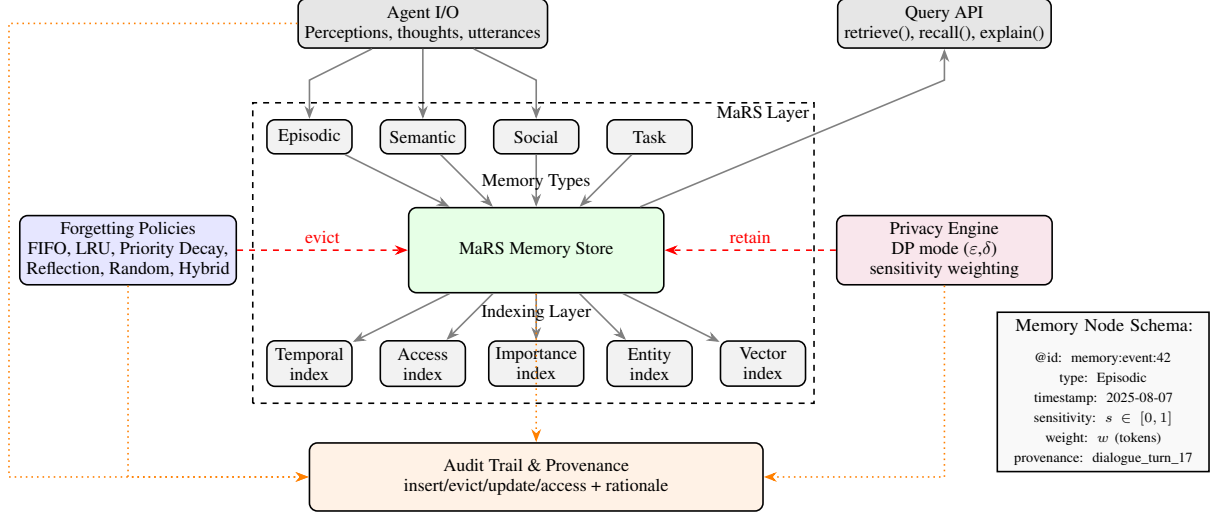 Agent I/O
Perceptions, thoughts, utterances
Query API
retrieve(), recall(), explain()
MaRS Layer
Episodic
Semantic
Social
Task
Memory Types
Forgetting Policies
FIFO, LRU, Priority Decay,
Reflection, Random, Hybrid
evict
MaRS Memory Store
retain
Privacy Engine
DP mode (ε,δ)
sensitivity weighting
Indexing Layer
Temporal
index
Access
index
Importance
index
Entity
index
Vector
index
Memory Node Schema:
@id: memory:event:42
type: Episodic
timestamp: 2025-08-07
sensitivity: s ∈ [0, 1]
weight: w (tokens)
provenance: dialogue_turn_17
Audit Trail & Provenance
insert/evict/update/access + rationale